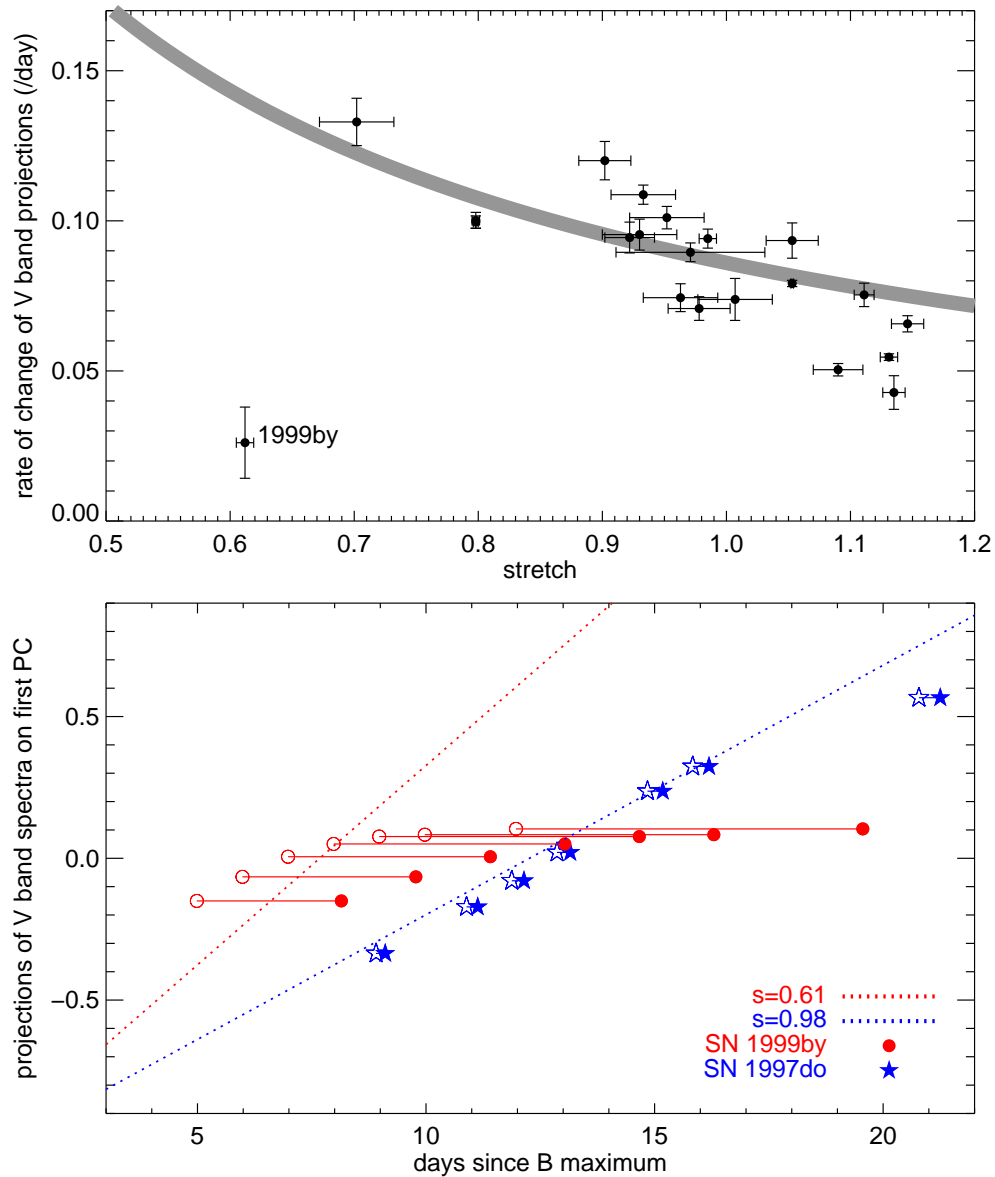 rate of change of V band projections (/day)
0.15
0.10
0.05
0.00
1999by
0.5 0.6 0.7 0.8 0.9 1.0 1.1 1.2
stretch
projections of V band spectra on first PC
0.5
0.0
−0.5
s=0.61
s=0.98
SN 1999by
SN 1997do
5 10 15 20
days since B maximum